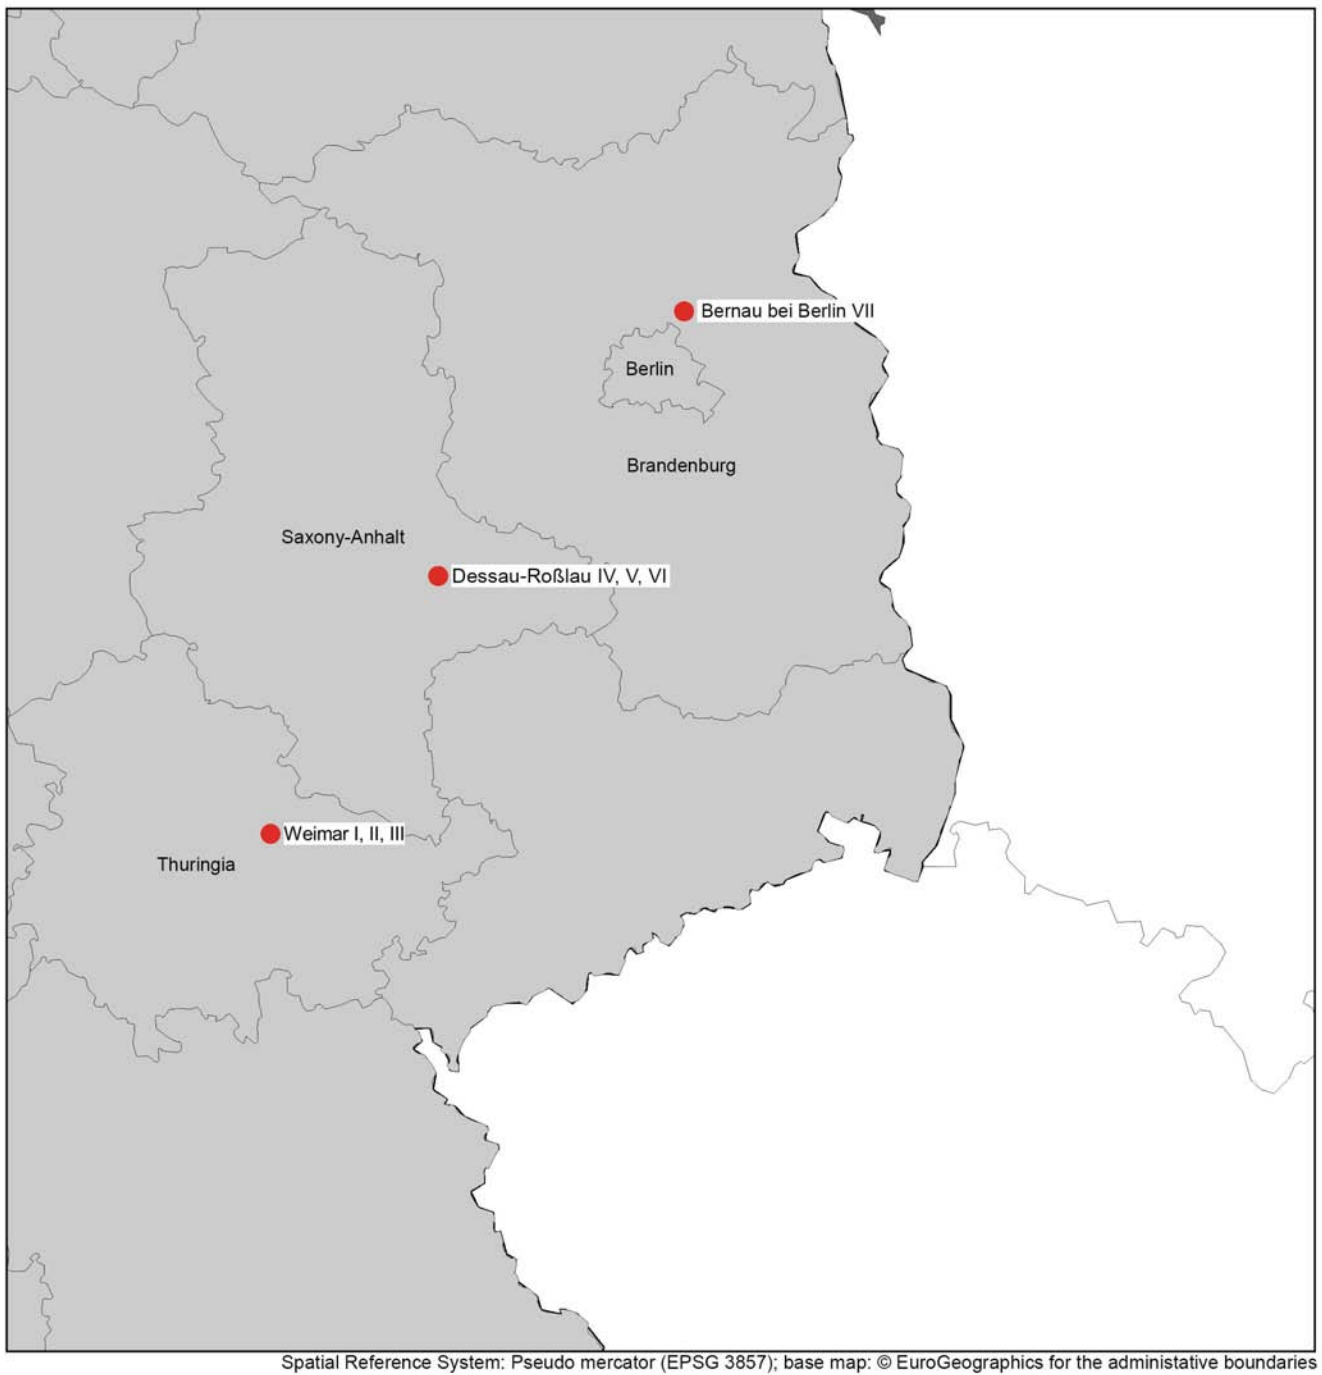 Bernau bei Berlin VII
Berlin
Brandenburg
Saxony-Anhalt
Dessau-Roßlau IV, V, VI
Weimar I, II, III
Thuringia
Spatial Reference System: Pseudo mercator (EPSG 3857); base map: © EuroGeographics for the administative boundaries